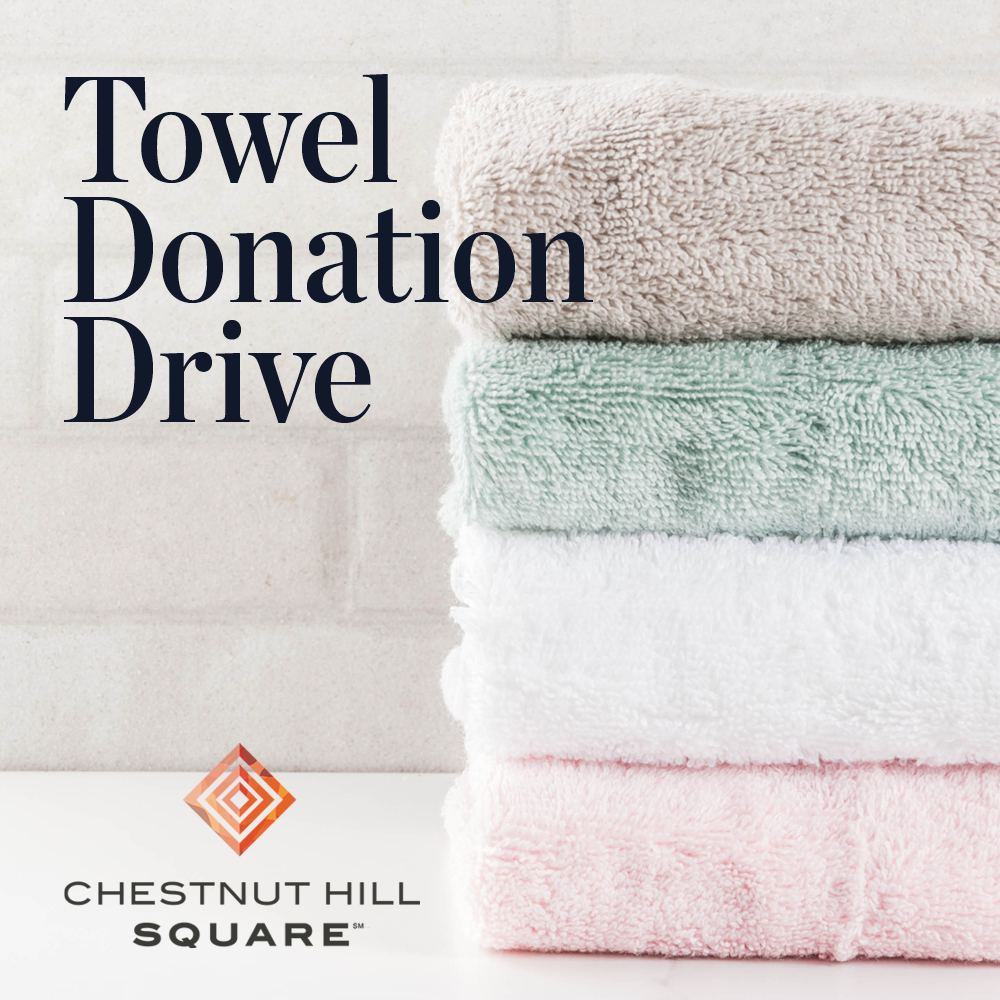 Towel
Donation
Drive
CHESTNUT HILL
SQUARE℠